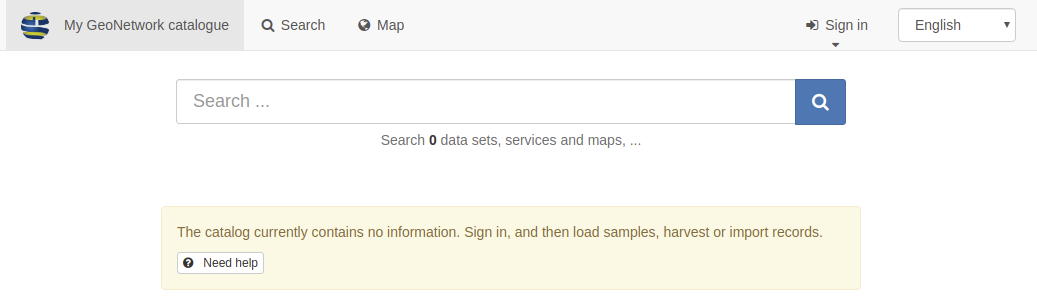 My GeoNetwork catalogue Search Map Sign in English
Search ...
Search 0 data sets, services and maps, ...
The catalog currently contains no information. Sign in, and then load samples, harvest or import records.
Need help